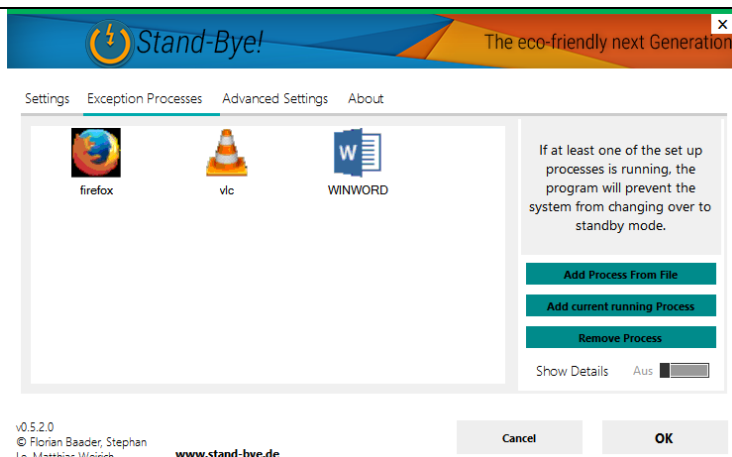 Stand-Bye!
The eco-friendly next Generation
Settings Exception Processes Advanced Settings About
firefox vlc WINWORD
If at least one of the set up
processes is running, the
program will prevent the
system from changing over to
standby mode.
Add Process From File
Add current running Process
Remove Process
Show Details Aus
v0.5.2.0
© Florian Baader, Stephan
Le, Matthias Weirich
www.stand-bye.de
Cancel OK